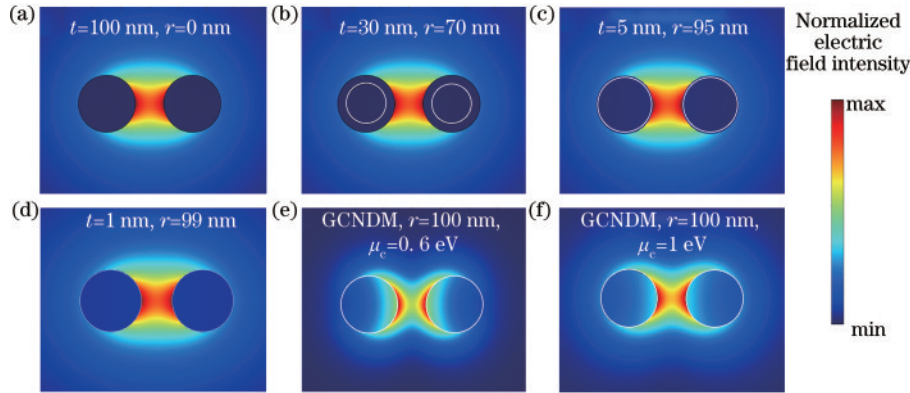 (a)
t=100 nm, r=0 nm
(b)
t=30 nm, r=70 nm
(c)
t=5 nm, r=95 nm
Normalized
electric
field intensity
max
(d)
t=1 nm, r=99 nm
(e)
GCNDM, r=100 nm,
μc=0. 6 eV
(f)
GCNDM, r=100 nm,
μc=1 eV
min